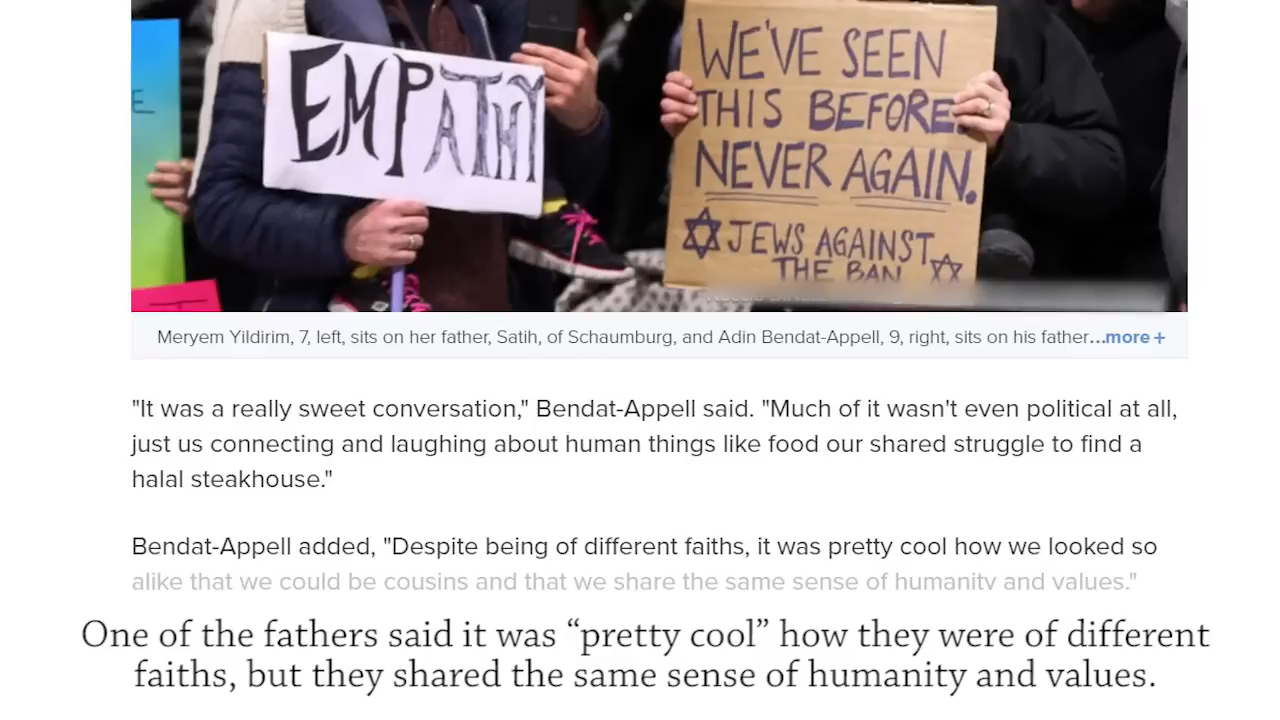 EMPATHY
WE'VE SEEN
THIS BEFORE.
NEVER AGAIN.
JEWS AGAINST
THE BAN
Meryem Yildirim, 7, left, sits on her father, Satih, of Schaumburg, and Adin Bendat-Appell, 9, right, sits on his father...more +
"It was a really sweet conversation," Bendat-Appell said. "Much of it wasn't even political at all,
just us connecting and laughing about human things like food our shared struggle to find a
halal steakhouse."
Bendat-Appell added, "Despite being of different faiths, it was pretty cool how we looked so
alike that we could be cousins and that we share the same sense of humanity and values."
One of the fathers said it was “pretty cool” how they were of different
faiths, but they shared the same sense of humanity and values.